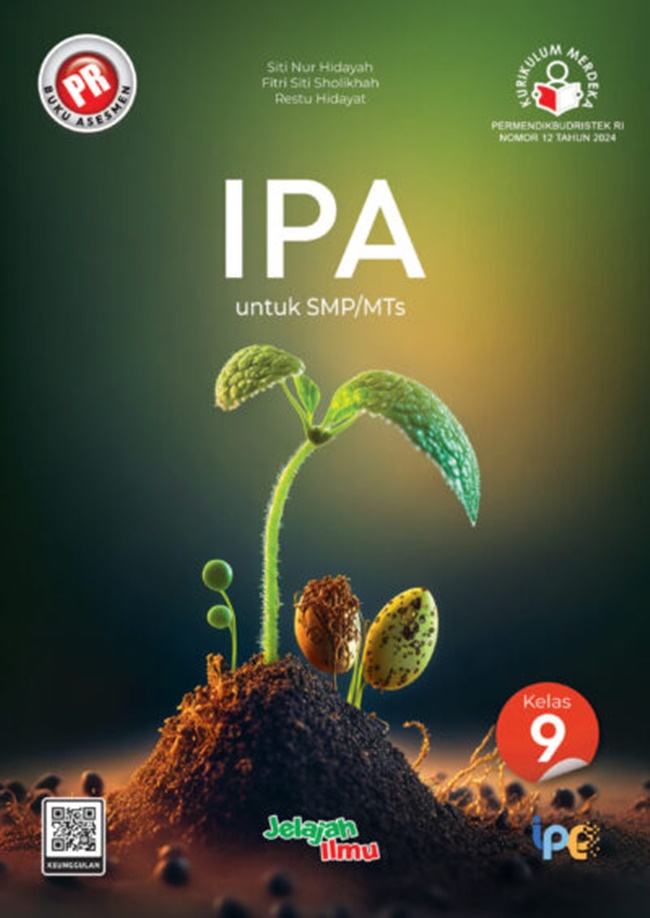 PR
BUKU ASESMEN
Siti Nur Hidayah
Fitri Siti Sholikhah
Restu Hidayat
KURIKULUM MERDEKA
PERMENDIKBUDRISTEK RI
NOMOR 12 TAHUN 2024
IPA
untuk SMP/MTs
Kelas
9
KEUNGGULAN
Jelajah
ilmu
ipe